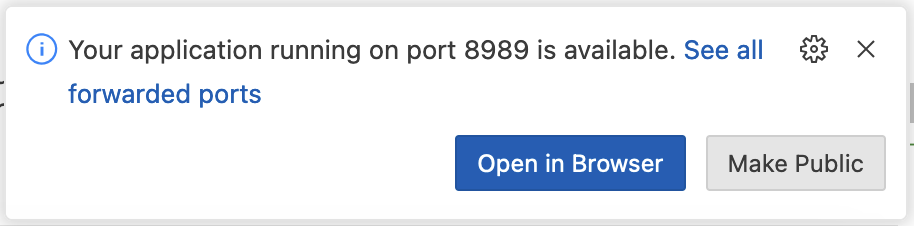 Your application running on port 8989 is available. See all
forwarded ports
Open in Browser
Make Public